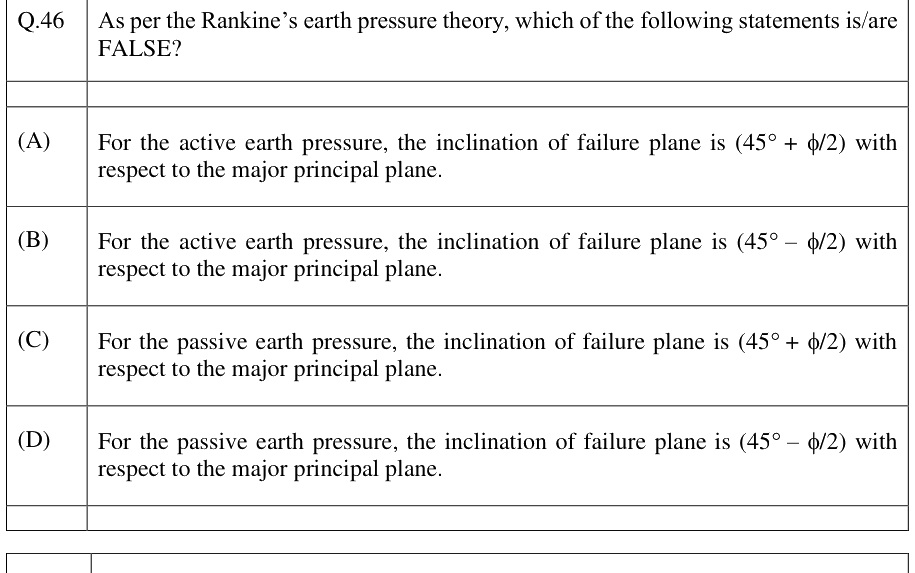 Q.46 As per the Rankine's earth pressure theory, which of the following statements is/are
FALSE?
(A) For the active earth pressure, the inclination of failure plane is (45° + ϕ/2) with
respect to the major principal plane.
(B) For the active earth pressure, the inclination of failure plane is (45° – ϕ/2) with
respect to the major principal plane.
(C) For the passive earth pressure, the inclination of failure plane is (45° + ϕ/2) with
respect to the major principal plane.
(D) For the passive earth pressure, the inclination of failure plane is (45° – ϕ/2) with
respect to the major principal plane.